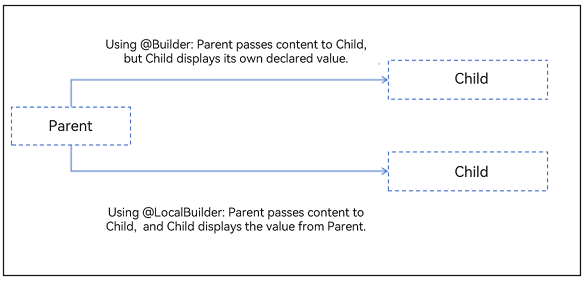 Using @Builder: Parent passes content to Child,
but Child displays its own declared value.
Child
Parent
Child
Using @LocalBuilder: Parent passes content to
Child, and Child displays the value from Parent.